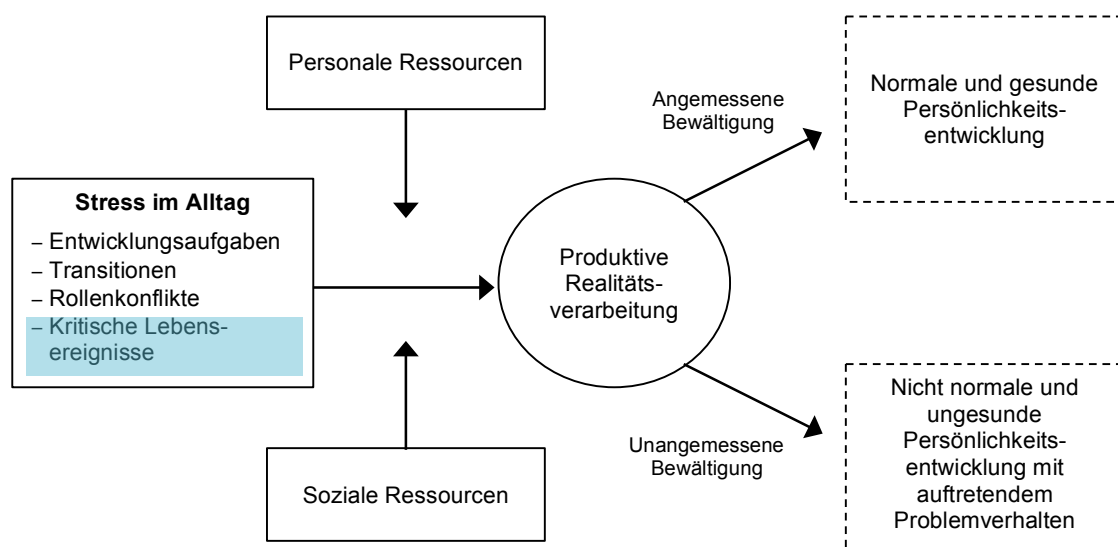 Personale Ressourcen
Stress im Alltag
– Entwicklungsaufgaben
– Transitionen
– Rollenkonflikte
– Kritische Lebens-
ereignisse
Soziale Ressourcen
Produktive
Realitäts-
verarbeitung
Angemessene
Bewältigung
Normale und gesunde
Persönlichkeits-
entwicklung
Unangemessene
Bewältigung
Nicht normale und
ungesunde
Persönlichkeits-
entwicklung mit
auftretendem
Problemverhalten